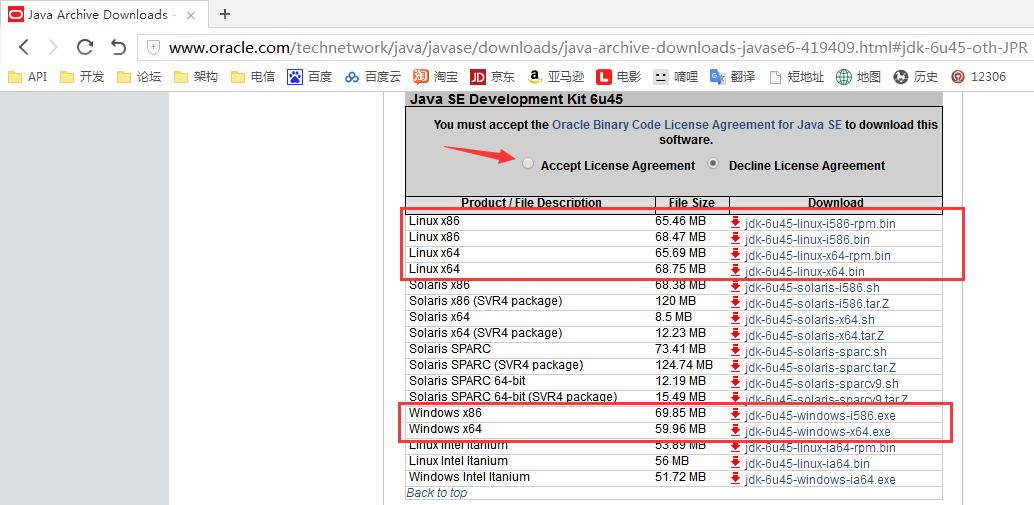 Java Archive Downloads -
www.oracle.com/technetwork/java/javase/downloads/java-archive-downloads-javase6-419409.html#jdk-6u45-oth-JPR
API 开发 论坛 架构 电信 百度 百度云 淘 淘宝 JD 京东 a 亚马逊 L 电影 嘀哩 翻译 短地址 地图 历史 12306
Java SE Development Kit 6u45
You must accept the Oracle Binary Code License Agreement for Java SE to download this
software.
Accept License Agreement Decline License Agreement
Product / File Description File Size Download
Linux x86 65.46 MB jdk-6u45-linux-i586-rpm.bin
Linux x86 68.47 MB jdk-6u45-linux-i586.bin
Linux x64 65.69 MB jdk-6u45-linux-x64-rpm.bin
Linux x64 68.75 MB jdk-6u45-linux-x64.bin
Solaris x86 68.38 MB jdk-6u45-solaris-i586.sh
Solaris x86 (SVR4 package) 120 MB jdk-6u45-solaris-i586.tar.Z
Solaris x64 8.5 MB jdk-6u45-solaris-x64.sh
Solaris x64 (SVR4 package) 12.23 MB jdk-6u45-solaris-x64.tar.Z
Solaris SPARC 73.41 MB jdk-6u45-solaris-sparc.sh
Solaris SPARC (SVR4 package) 124.74 MB jdk-6u45-solaris-sparc.tar.Z
Solaris SPARC 64-bit 12.19 MB jdk-6u45-solaris-sparcv9.sh
Solaris SPARC 64-bit (SVR4 package) 15.49 MB jdk-6u45-solaris-sparcv9.tar.Z
Windows x86 69.85 MB jdk-6u45-windows-i586.exe
Windows x64 59.96 MB jdk-6u45-windows-x64.exe
Linux Intel Itanium 53.89 MB jdk-6u45-linux-ia64-rpm.bin
Linux Intel Itanium 56 MB jdk-6u45-linux-ia64.bin
Windows Intel Itanium 51.72 MB jdk-6u45-windows-ia64.exe
Back to top